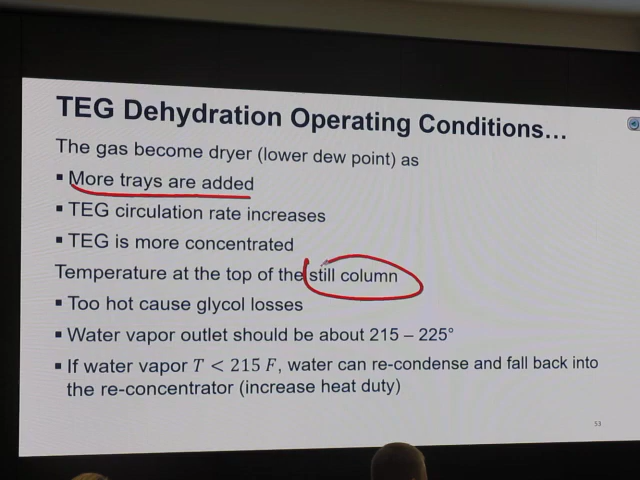 TEG Dehydration Operating Conditions…
The gas become dryer (lower dew point) as
▪ More trays are added
▪ TEG circulation rate increases
▪ TEG is more concentrated
Temperature at the top of the still column
▪ Too hot cause glycol losses
▪ Water vapor outlet should be about 215 – 225°
▪ If water vapor T < 215 F, water can re-condense and fall back into
the re-concentrator (increase heat duty)
53